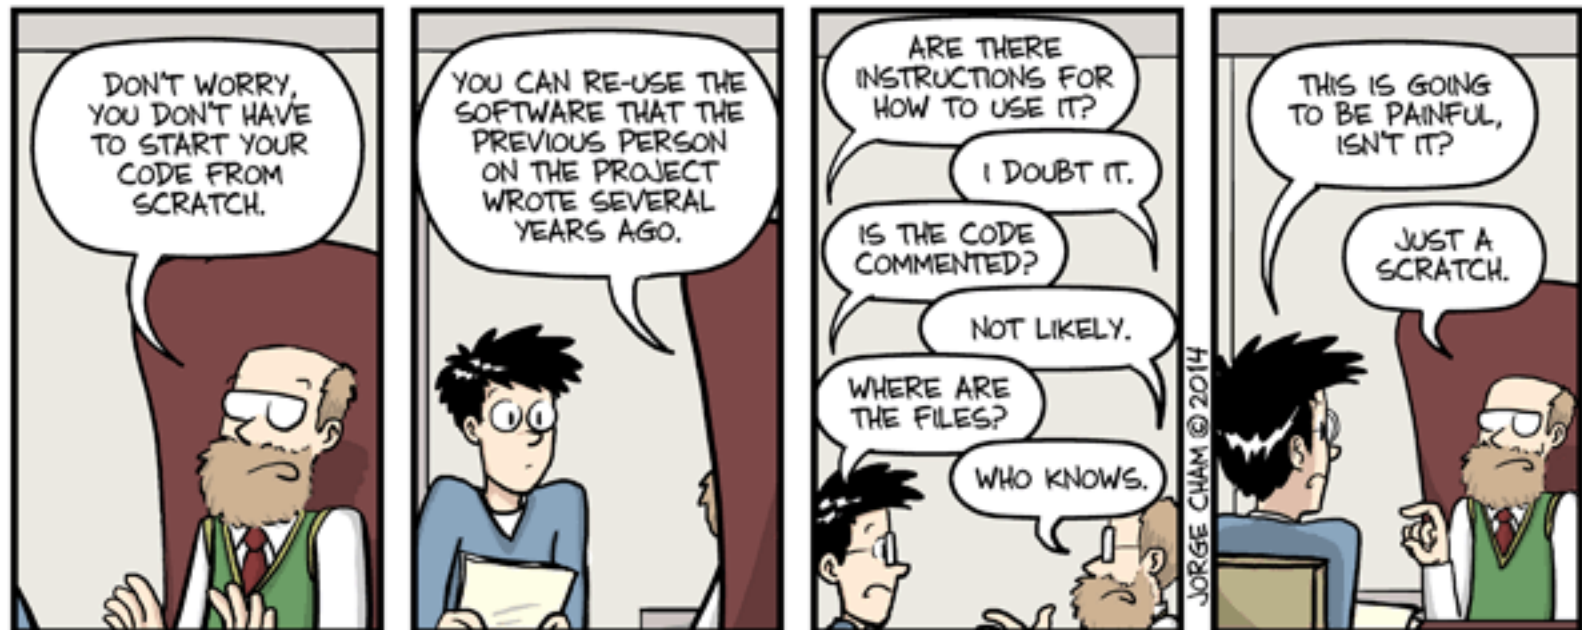 DON'T WORRY,
YOU DON'T HAVE
TO START YOUR
CODE FROM
SCRATCH.
YOU CAN RE-USE THE
SOFTWARE THAT THE
PREVIOUS PERSON
ON THE PROJECT
WROTE SEVERAL
YEARS AGO.
ARE THERE
INSTRUCTIONS FOR
HOW TO USE IT?
I DOUBT IT.
IS THE CODE
COMMENTED?
NOT LIKELY.
WHERE ARE
THE FILES?
WHO KNOWS.
JORGE CHAM © 2014
THIS IS GOING
TO BE PAINFUL,
ISN'T IT?
JUST A
SCRATCH.